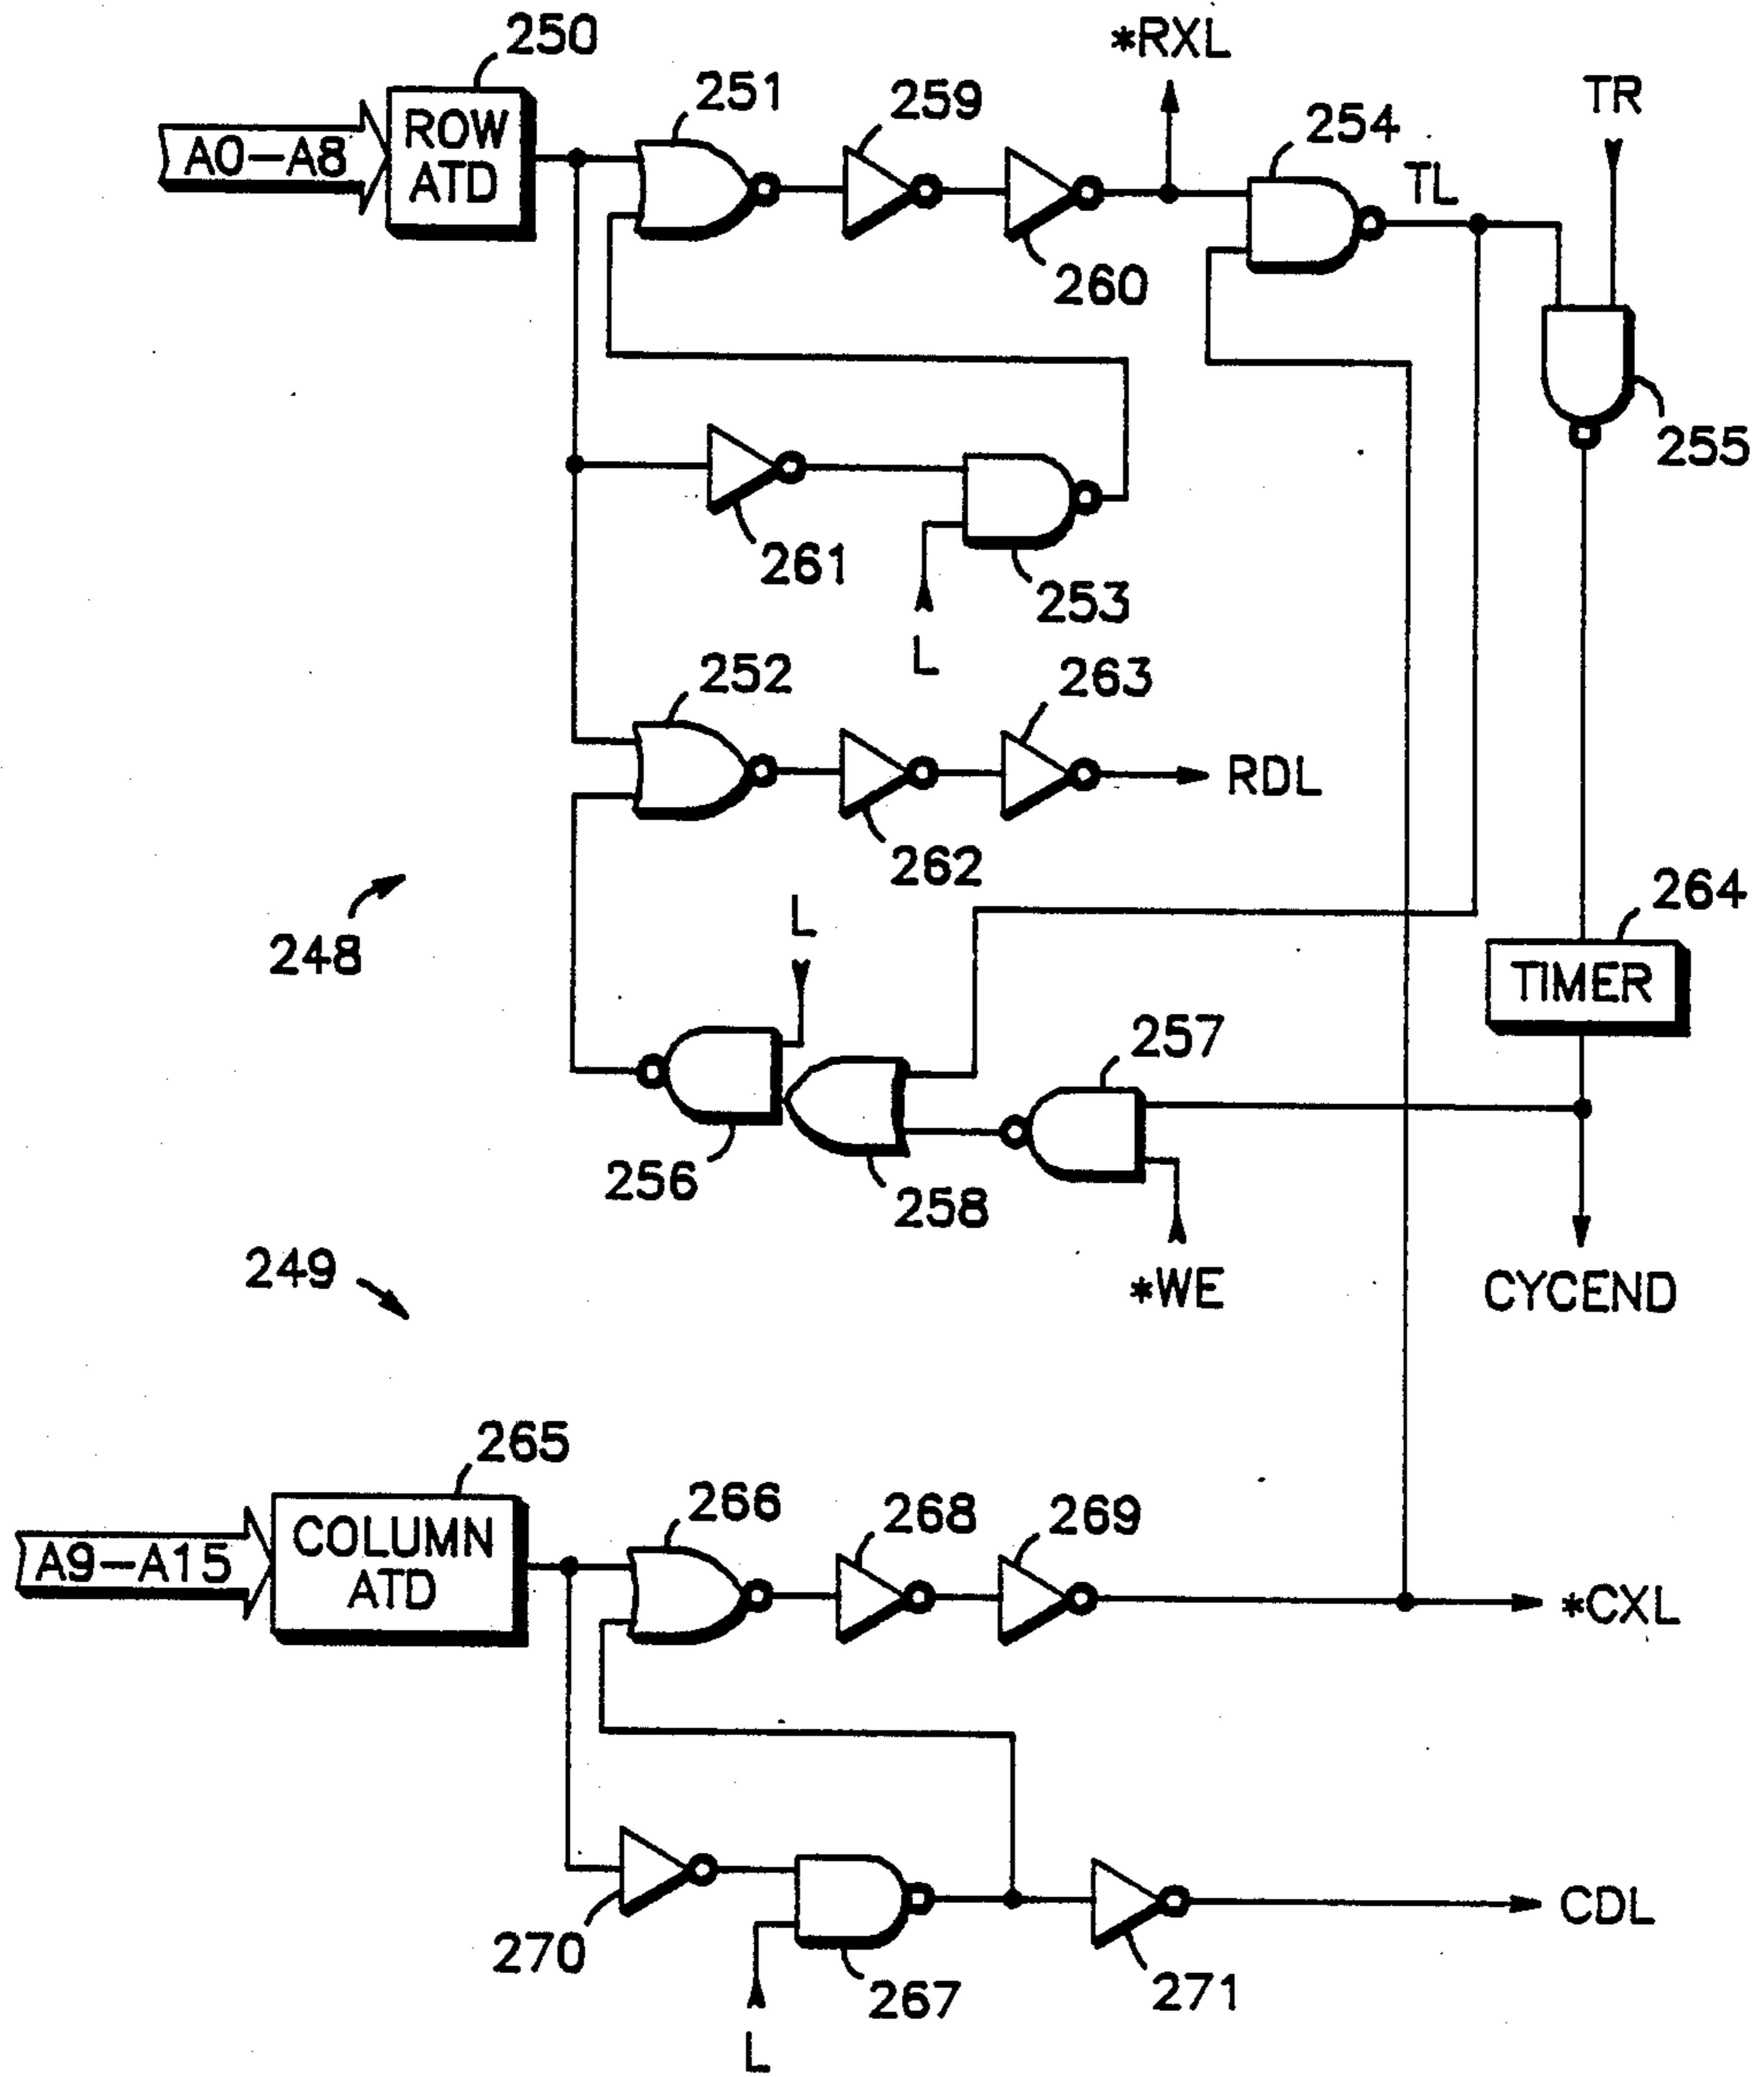 250
*RXL
251
259
TR
ROW
ATD
A0-A8
254
TL
260
255
261
253
L
252
263
RDL
262
264
L
248
TIMER
257
256
258
249
*WE
CYCEND
265
266
268
269
COLUMN
ATD
A9-A15
*CXL
CDL
270
267
271
L